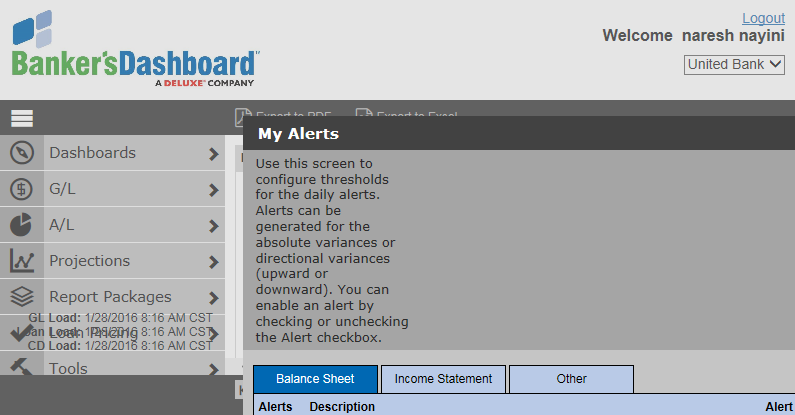 Logout
Welcome naresh nayini
Banker'sDashboard™
A DELUXE® COMPANY
United Bank
Export to PDF Export to Excel
My Alerts
Dashboards
G/L
A/L
Projections
Report Packages
GL Load: 1/28/2016 8:16 AM CST
Loan Pricing
Loan Load: 1/28/2016 8:16 AM CST
CD Load: 1/28/2016 8:16 AM CST
Tools
Use this screen to
configure thresholds
for the daily alerts.
Alerts can be
generated for the
absolute variances or
directional variances
(upward or
downward). You can
enable an alert by
checking or unchecking
the Alert checkbox.
Balance Sheet Income Statement Other
Alerts Description Alert